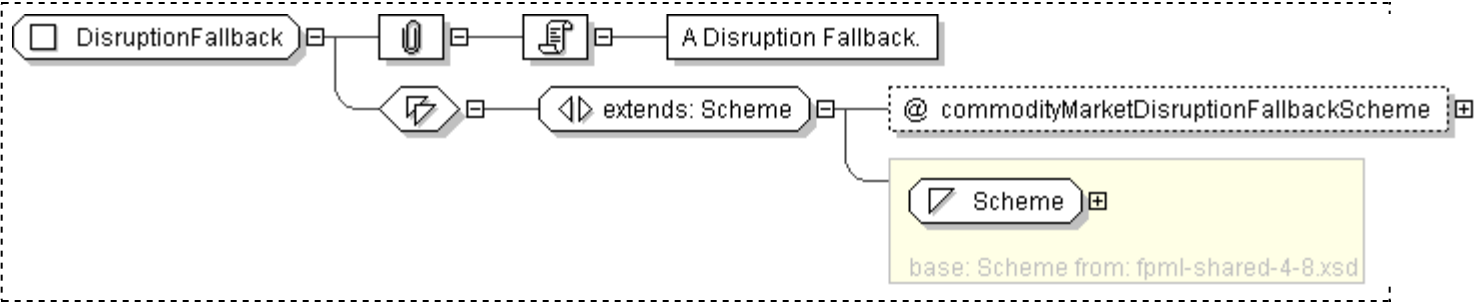 DisruptionFallback
A Disruption Fallback.
extends: Scheme
@ commodityMarketDisruptionFallbackScheme
Scheme
base: Scheme from: fpml-shared-4-8.xsd